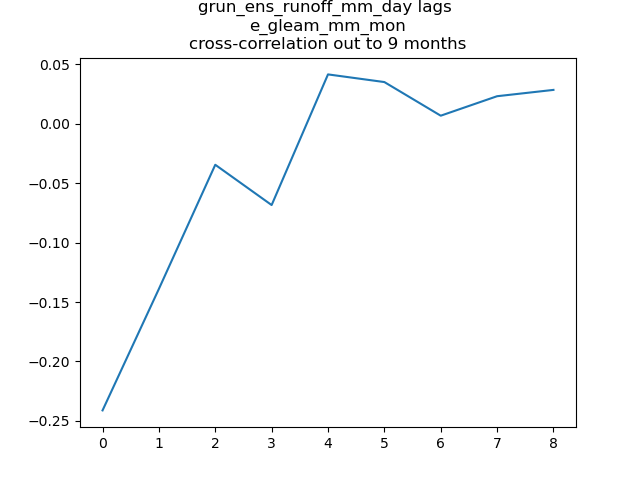 grun_ens_runoff_mm_day lags
e_gleam_mm_mon
cross-correlation out to 9 months
0.05
0.00
−0.05
−0.10
−0.15
−0.20
−0.25
0 1 2 3 4 5 6 7 8